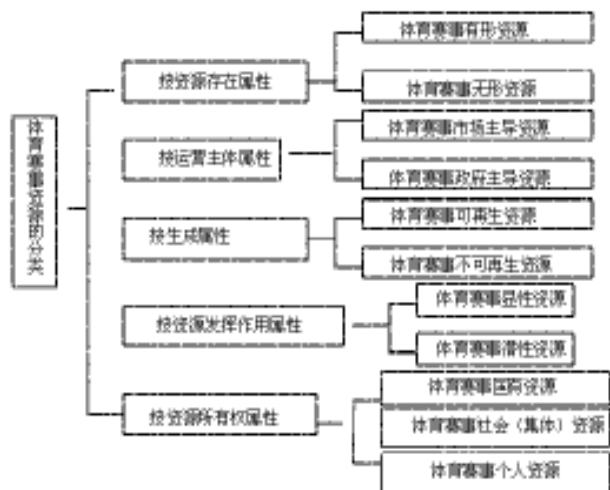 体育赛事资源的分类
按资源存在属性
体育赛事有形资源
体育赛事无形资源
按运营主体属性
体育赛事市场主导资源
体育赛事政府主导资源
按生成属性
体育赛事可再生资源
体育赛事不可再生资源
按资源发挥作用属性
体育赛事显性资源
体育赛事潜性资源
按资源所有权属性
体育赛事国有资源
体育赛事社会（集体）资源
体育赛事个人资源